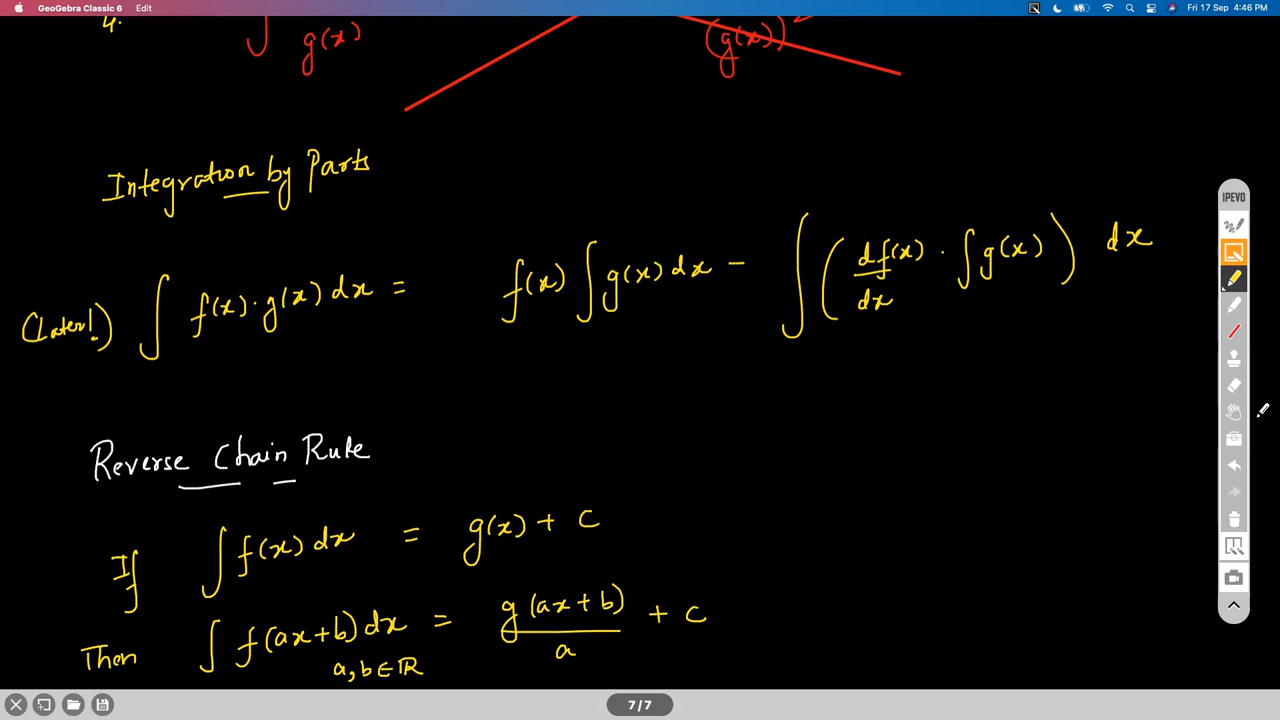 GeoGebra Classic 6 Edit Fri 17 Sep 4:46 PM
4.
∫ g(x) (g(x))²
Integration by Parts
IPEVO
(Later!) ∫ f(x)·g(x) dx = f(x) ∫ g(x) dx − ∫ ( df(x)/dx · ∫ g(x) ) dx
Reverse Chain Rule
If ∫ f(x) dx = g(x) + c
Then ∫ f(ax+b) dx = g(ax+b)/a + c
a, b ∈ ℝ
7/7